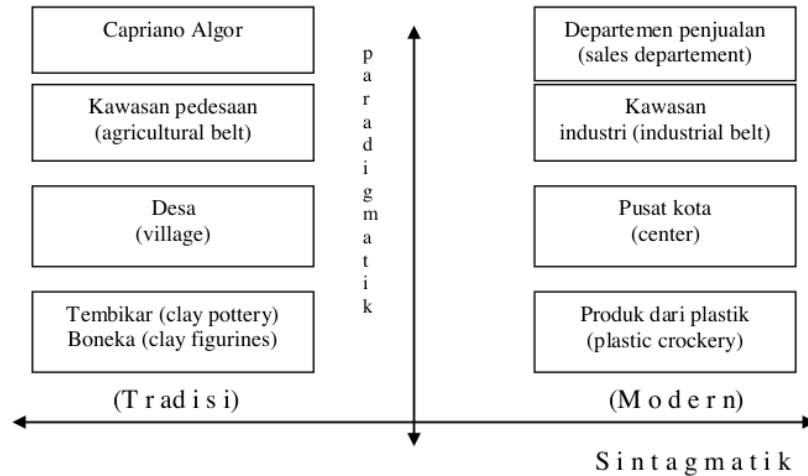 Capriano Algor
Departemen penjualan
(sales departement)
Kawasan pedesaan
(agricultural belt)
Kawasan
industri (industrial belt)
paradigmatik
Desa
(village)
Pusat kota
(center)
Tembikar (clay pottery)
Boneka (clay figurines)
Produk dari plastik
(plastic crockery)
(T r a d i s i)
(M o d e r n)
S i n t a g m a t i k